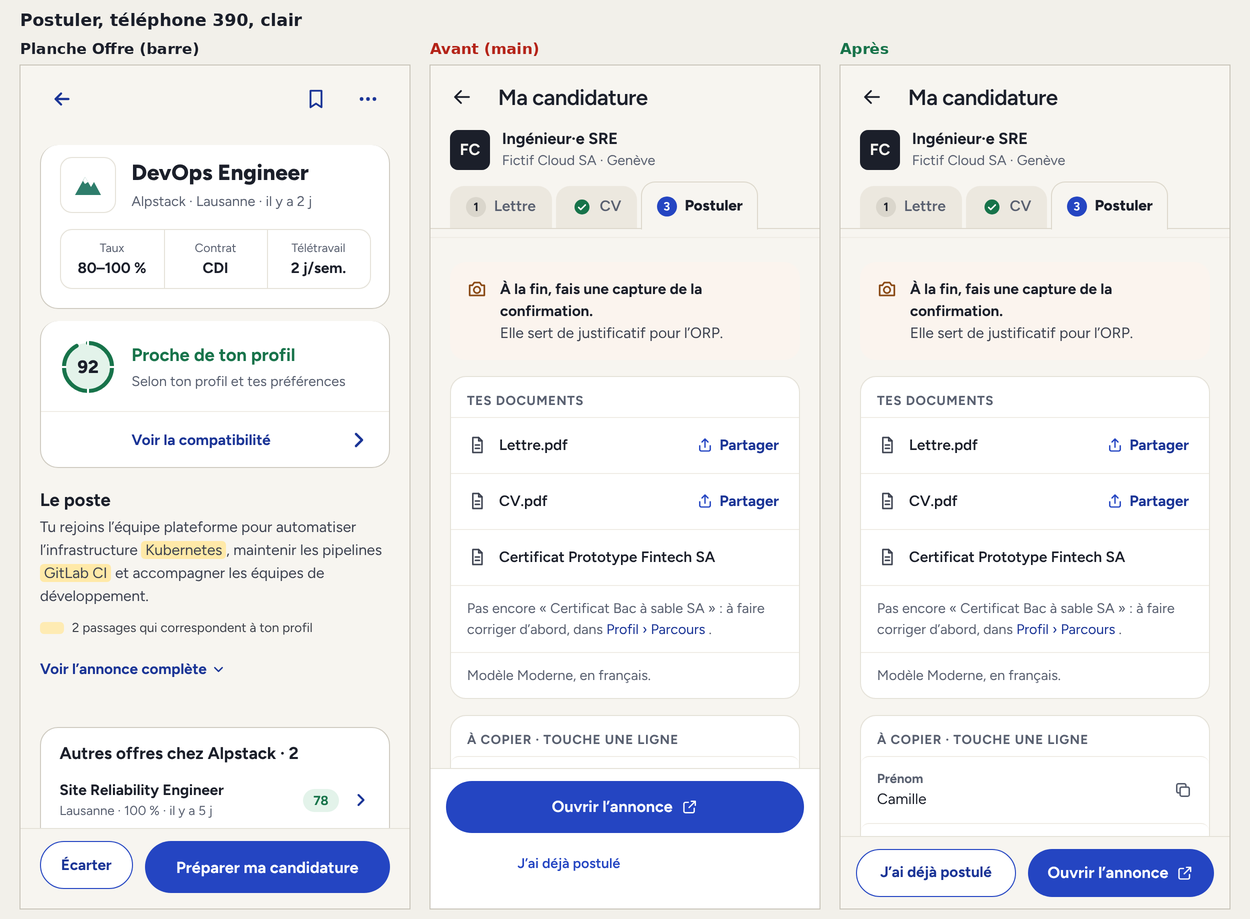 Postuler, téléphone 390, clair
Planche Offre (barre)
DevOps Engineer
Alpstack · Lausanne · il y a 2 j
Taux
80–100 %
Contrat
CDI
Télétravail
2 j/sem.
92
Proche de ton profil
Selon ton profil et tes préférences
Voir la compatibilité
Le poste
Tu rejoins l’équipe plateforme pour automatiser
l’infrastructure Kubernetes, maintenir les pipelines
GitLab CI et accompagner les équipes de
développement.
2 passages qui correspondent à ton profil
Voir l’annonce complète
Autres offres chez Alpstack · 2
Site Reliability Engineer
Lausanne · 100 % · il y a 5 j
78
Écarter
Préparer ma candidature
Avant (main)
Ma candidature
FC
Ingénieur·e SRE
Fictif Cloud SA · Genève
1 Lettre
CV
3 Postuler
À la fin, fais une capture de la
confirmation.
Elle sert de justificatif pour l’ORP.
TES DOCUMENTS
Lettre.pdf
Partager
CV.pdf
Partager
Certificat Prototype Fintech SA
Pas encore « Certificat Bac à sable SA » : à faire
corriger d’abord, dans Profil › Parcours .
Modèle Moderne, en français.
À COPIER · TOUCHE UNE LIGNE
Ouvrir l’annonce
J’ai déjà postulé
Après
Ma candidature
FC
Ingénieur·e SRE
Fictif Cloud SA · Genève
1 Lettre
CV
3 Postuler
À la fin, fais une capture de la
confirmation.
Elle sert de justificatif pour l’ORP.
TES DOCUMENTS
Lettre.pdf
Partager
CV.pdf
Partager
Certificat Prototype Fintech SA
Pas encore « Certificat Bac à sable SA » : à faire
corriger d’abord, dans Profil › Parcours .
Modèle Moderne, en français.
À COPIER · TOUCHE UNE LIGNE
Prénom
Camille
J’ai déjà postulé
Ouvrir l’annonce